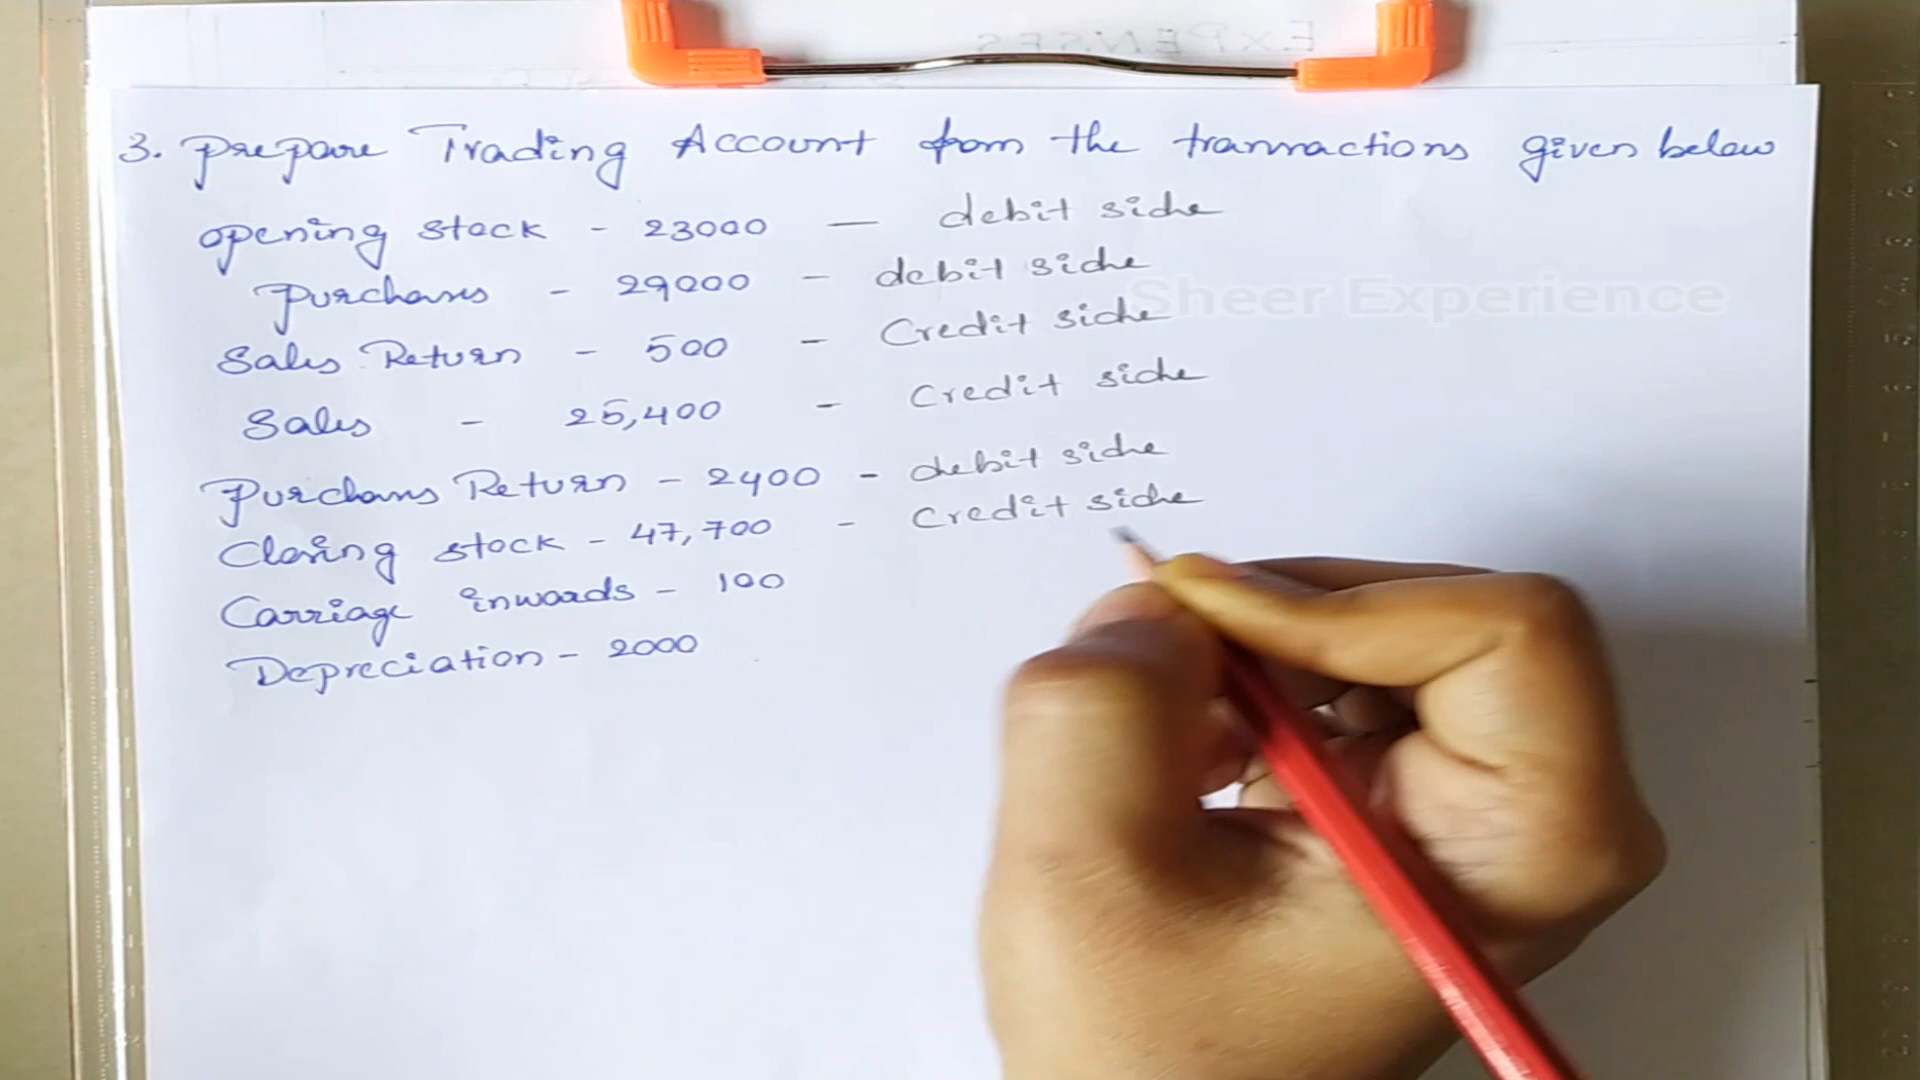 EXPENSES
3. Prepare Trading Account from the transactions given below
opening stock - 23000 — debit side
Purchases - 29000 - debit side
Sheer Experience
Sales Return - 500 - Credit side
Sales - 25,400 - Credit side
Purchases Return - 2400 - debit side
Closing stock - 47,700 - Credit side
Carriage inwards - 100
Depreciation - 2000